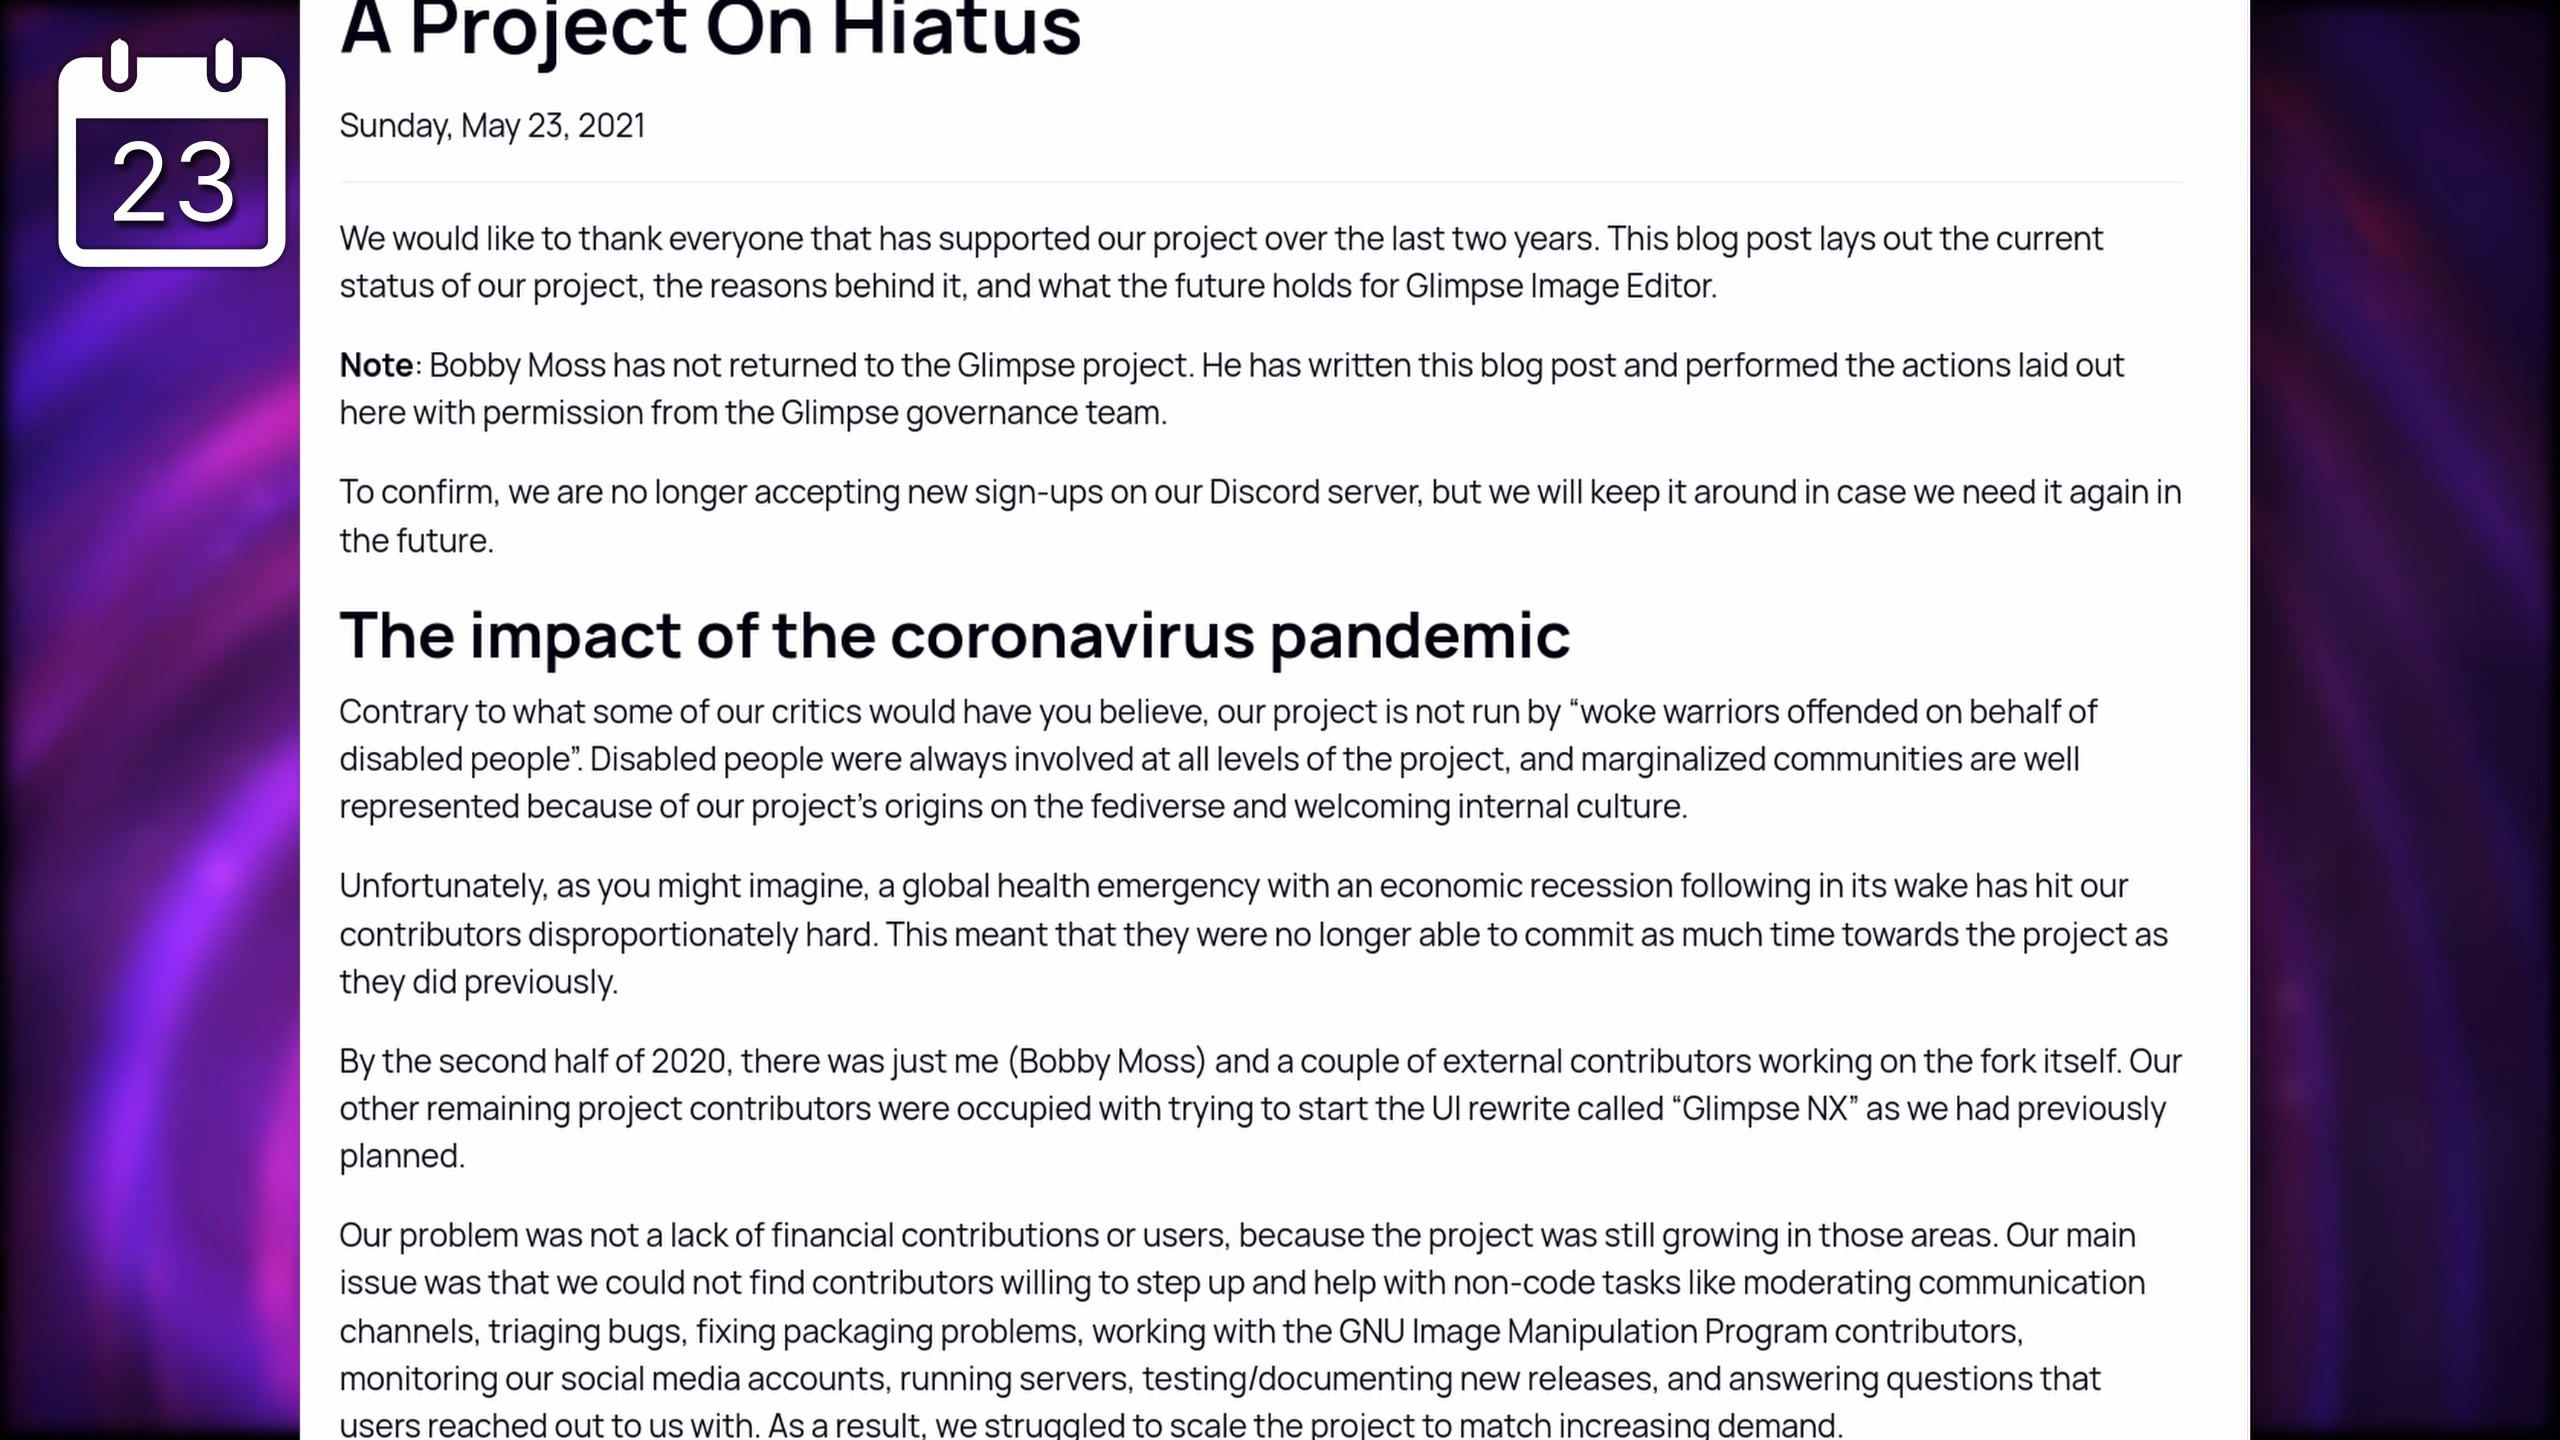 A Project On Hiatus
23
Sunday, May 23, 2021
We would like to thank everyone that has supported our project over the last two years. This blog post lays out the current
status of our project, the reasons behind it, and what the future holds for Glimpse Image Editor.
Note: Bobby Moss has not returned to the Glimpse project. He has written this blog post and performed the actions laid out
here with permission from the Glimpse governance team.
To confirm, we are no longer accepting new sign-ups on our Discord server, but we will keep it around in case we need it again in
the future.
The impact of the coronavirus pandemic
Contrary to what some of our critics would have you believe, our project is not run by “woke warriors offended on behalf of
disabled people”. Disabled people were always involved at all levels of the project, and marginalized communities are well
represented because of our project’s origins on the fediverse and welcoming internal culture.
Unfortunately, as you might imagine, a global health emergency with an economic recession following in its wake has hit our
contributors disproportionately hard. This meant that they were no longer able to commit as much time towards the project as
they did previously.
By the second half of 2020, there was just me (Bobby Moss) and a couple of external contributors working on the fork itself. Our
other remaining project contributors were occupied with trying to start the UI rewrite called “Glimpse NX” as we had previously
planned.
Our problem was not a lack of financial contributions or users, because the project was still growing in those areas. Our main
issue was that we could not find contributors willing to step up and help with non-code tasks like moderating communication
channels, triaging bugs, fixing packaging problems, working with the GNU Image Manipulation Program contributors,
monitoring our social media accounts, running servers, testing/documenting new releases, and answering questions that
users reached out to us with. As a result, we struggled to scale the project to match increasing demand.